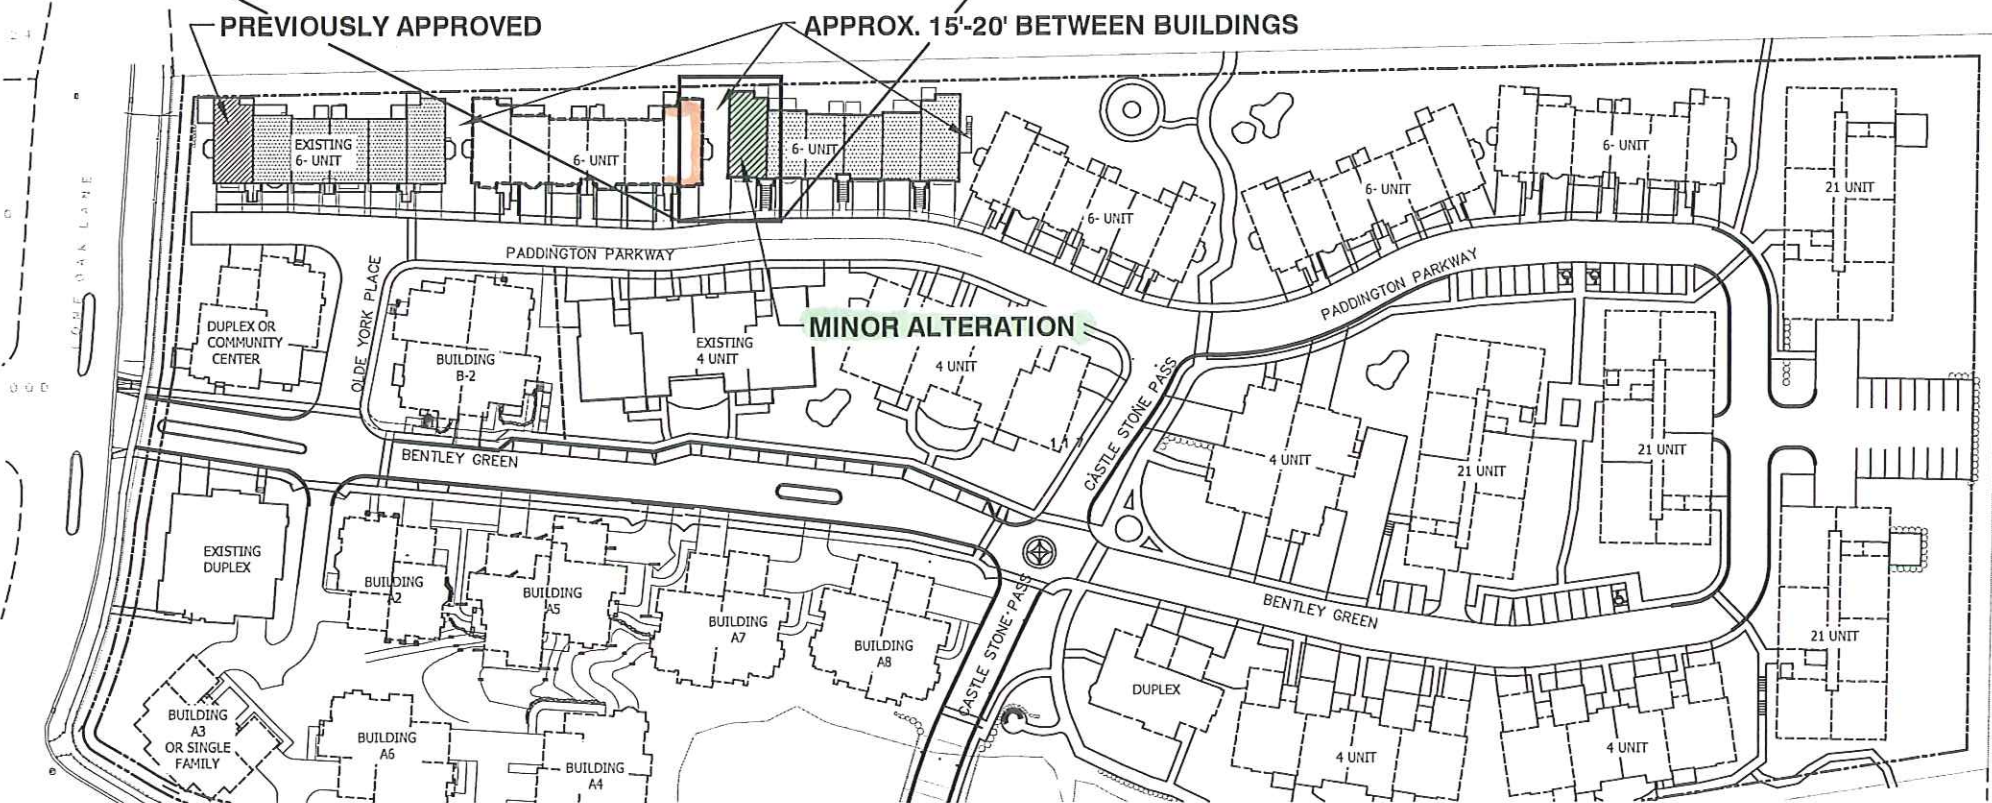 PREVIOUSLY APPROVED
APPROX. 15'-20' BETWEEN BUILDINGS
EXISTING
6- UNIT
6- UNIT
6- UNIT
6- UNIT
6- UNIT
6- UNIT
21 UNIT
PADDINGTON PARKWAY
PADDINGTON PARKWAY
OLDE YORK PLACE
LONE OAK LANE
DUPLEX OR
COMMUNITY
CENTER
BUILDING
B-2
EXISTING
4 UNIT
MINOR ALTERATION
4 UNIT
CASTLE STONE PASS
4 UNIT
21 UNIT
21 UNIT
BENTLEY GREEN
EXISTING
DUPLEX
BUILDING
A2
BUILDING
A5
BUILDING
A7
BUILDING
A8
CASTLE STONE PASS
BENTLEY GREEN
21 UNIT
DUPLEX
BUILDING
A3
OR SINGLE
FAMILY
BUILDING
A6
BUILDING
A4
4 UNIT
4 UNIT